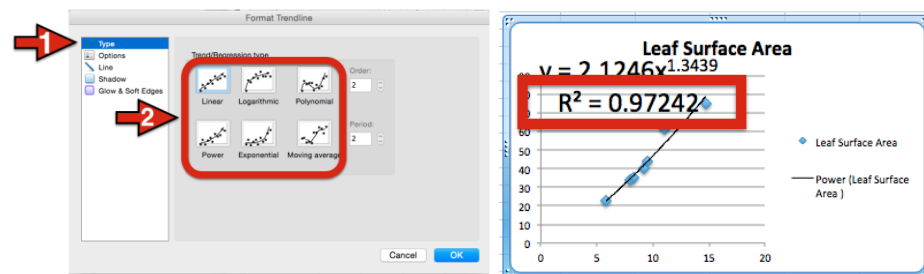 Format Trendline
1
Type
Options
Line
Shadow
Glow & Soft Edges
Trend/Regression type
2
Linear
Logarithmic
Polynomial
Order:
2
Power
Exponential
Moving average
Period:
2
Cancel
OK
Leaf Surface Area
y = 2.1246x^1.3439
R² = 0.97242
60
50
40
30
20
10
0
0
5
10
15
20
Leaf Surface Area
Power (Leaf Surface
Area )